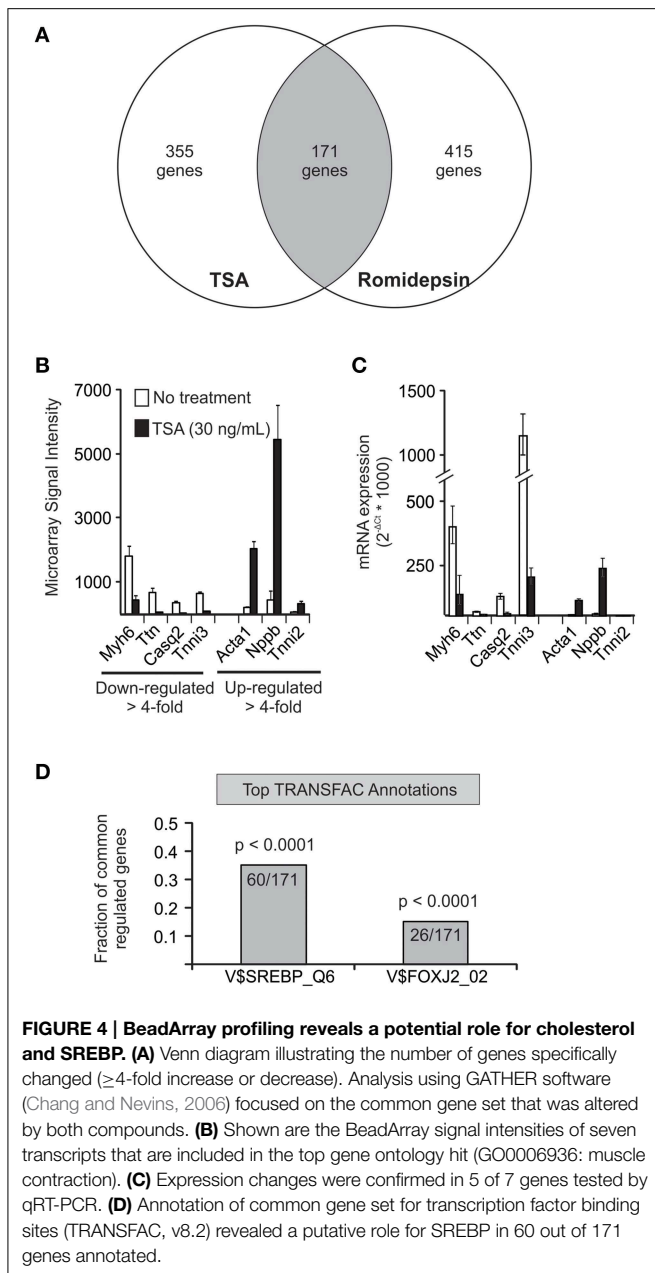 A
355
genes
171
genes
415
genes
TSA
Romidepsin
B
Microarray Signal Intensity
7000
5000
3000
1000
No treatment
TSA (30 ng/mL)
Myh6
Ttn
Casq2
Tnni3
Acta1
Nppb
Tnni2
Down-regulated
> 4-fold
Up-regulated
> 4-fold
C
mRNA expression
(2^-ΔCt * 1000)
1500
1000
500
250
Myh6
Ttn
Casq2
Tnni3
Acta1
Nppb
Tnni2
D
Top TRANSFAC Annotations
Fraction of common
regulated genes
0.5
0.4
0.3
0.2
0.1
p < 0.0001
60/171
p < 0.0001
26/171
V$SREBP_Q6
V$FOXJ2_02
FIGURE 4 | BeadArray profiling reveals a potential role for cholesterol
and SREBP. (A) Venn diagram illustrating the number of genes specifically
changed (≥4-fold increase or decrease). Analysis using GATHER software
(Chang and Nevins, 2006) focused on the common gene set that was altered
by both compounds. (B) Shown are the BeadArray signal intensities of seven
transcripts that are included in the top gene ontology hit (GO0006936: muscle
contraction). (C) Expression changes were confirmed in 5 of 7 genes tested by
qRT-PCR. (D) Annotation of common gene set for transcription factor binding
sites (TRANSFAC, v8.2) revealed a putative role for SREBP in 60 out of 171
genes annotated.